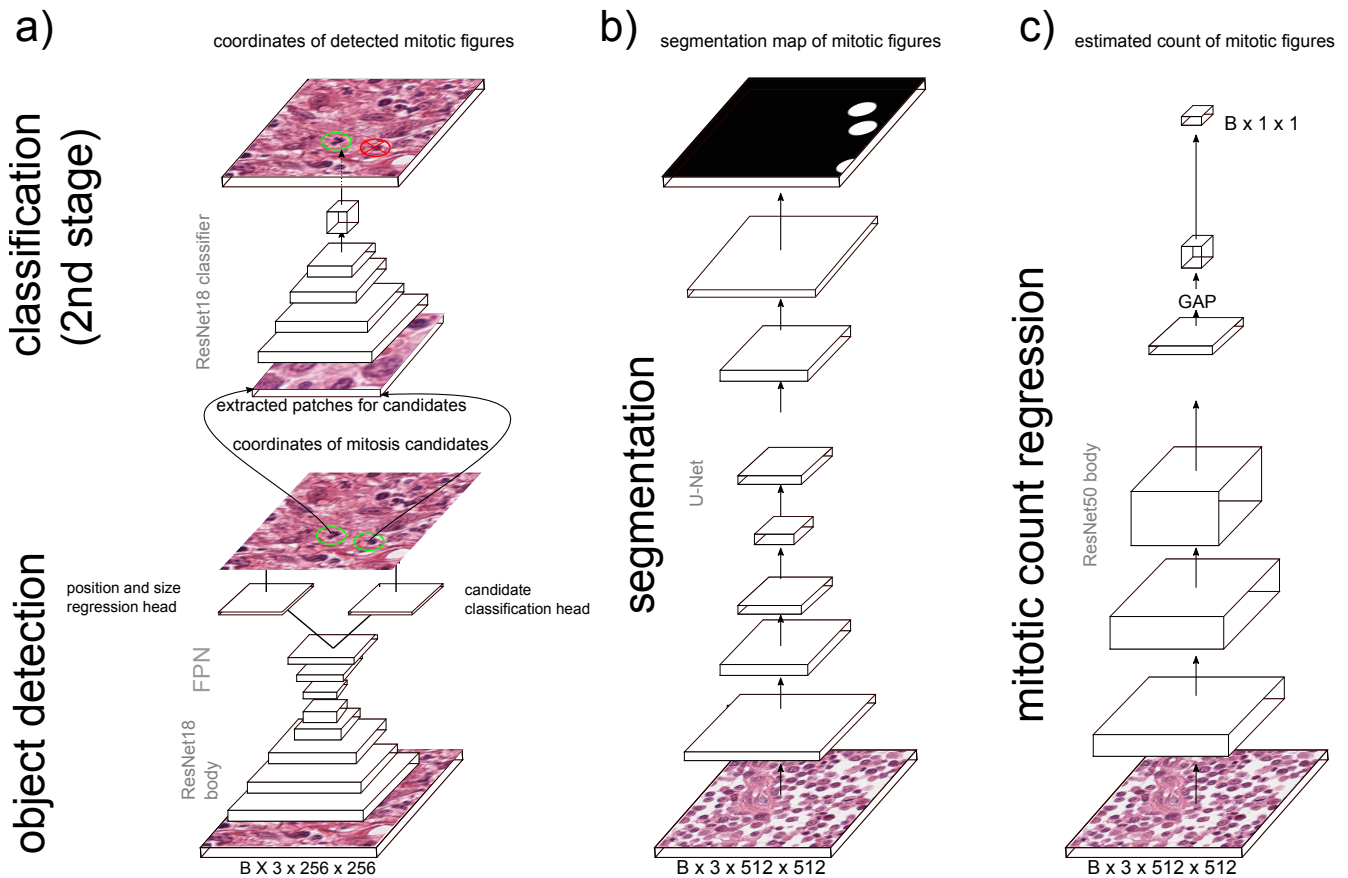 a)
coordinates of detected mitotic figures
classification
(2nd stage)
ResNet18 classifier
extracted patches for candidates
coordinates of mitosis candidates
object detection
position and size
regression head
candidate
classification head
FPN
ResNet18
body
B X 3 x 256 x 256
b)
segmentation map of mitotic figures
segmentation
U-Net
B x 3 x 512 x 512
c)
estimated count of mitotic figures
B x 1 x 1
GAP
mitotic count regression
ResNet50 body
B x 3 x 512 x 512